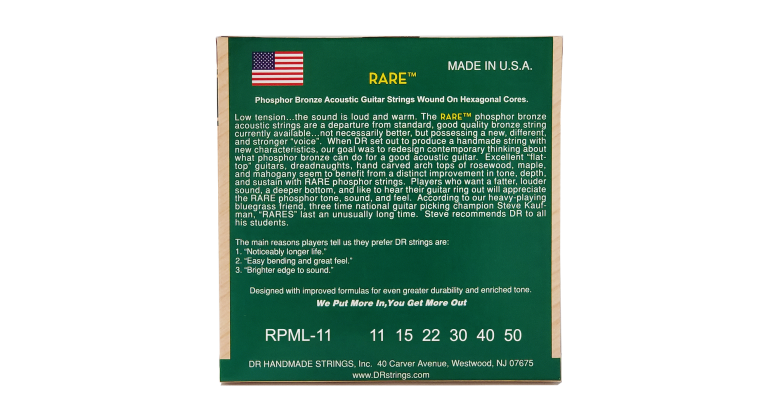 MADE IN U.S.A.
RARE™
Phosphor Bronze Acoustic Guitar Strings Wound On Hexagonal Cores.
Low tension...the sound is loud and warm. The RARE™ phosphor bronze
acoustic strings are a departure from standard, good quality bronze string
currently available...not necessarily better, but possessing a new, different,
and stronger "voice". When DR set out to produce a handmade string with
new characteristics, our goal was to redesign contemporary thinking about
what phosphor bronze can do for a good acoustic guitar. Excellent "flat-
top" guitars, dreadnaughts, hand carved arch tops of rosewood, maple,
and mahogany seem to benefit from a distinct improvement in tone, depth,
and sustain with RARE phosphor strings. Players who want a fatter, louder
sound, a deeper bottom, and like to hear their guitar ring out will appreciate
the RARE phosphor tone, sound, and feel. According to our heavy-playing
bluegrass friend, three time national guitar picking champion Steve Kauf-
man, "RARES" last an unusually long time. Steve recommends DR to all
his students.
The main reasons players tell us they prefer DR strings are:
1. "Noticeably longer life."
2. "Easy bending and great feel."
3. "Brighter edge to sound."
Designed with improved formulas for even greater durability and enriched tone.
We Put More In,You Get More Out
RPML-11 11 15 22 30 40 50
DR HANDMADE STRINGS, Inc. 40 Carver Avenue, Westwood, NJ 07675
www.DRstrings.com